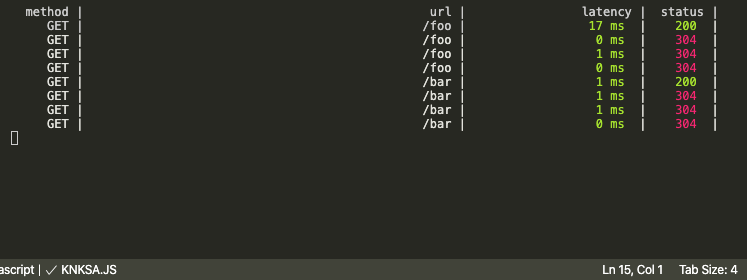 method | url | latency | status |
GET | /foo | 17 ms | 200 |
GET | /foo | 0 ms | 304 |
GET | /foo | 1 ms | 304 |
GET | /foo | 0 ms | 304 |
GET | /bar | 1 ms | 200 |
GET | /bar | 1 ms | 304 |
GET | /bar | 1 ms | 304 |
GET | /bar | 0 ms | 304 |
ascript | ✓ KNKSA.JS Ln 15, Col 1 Tab Size: 4